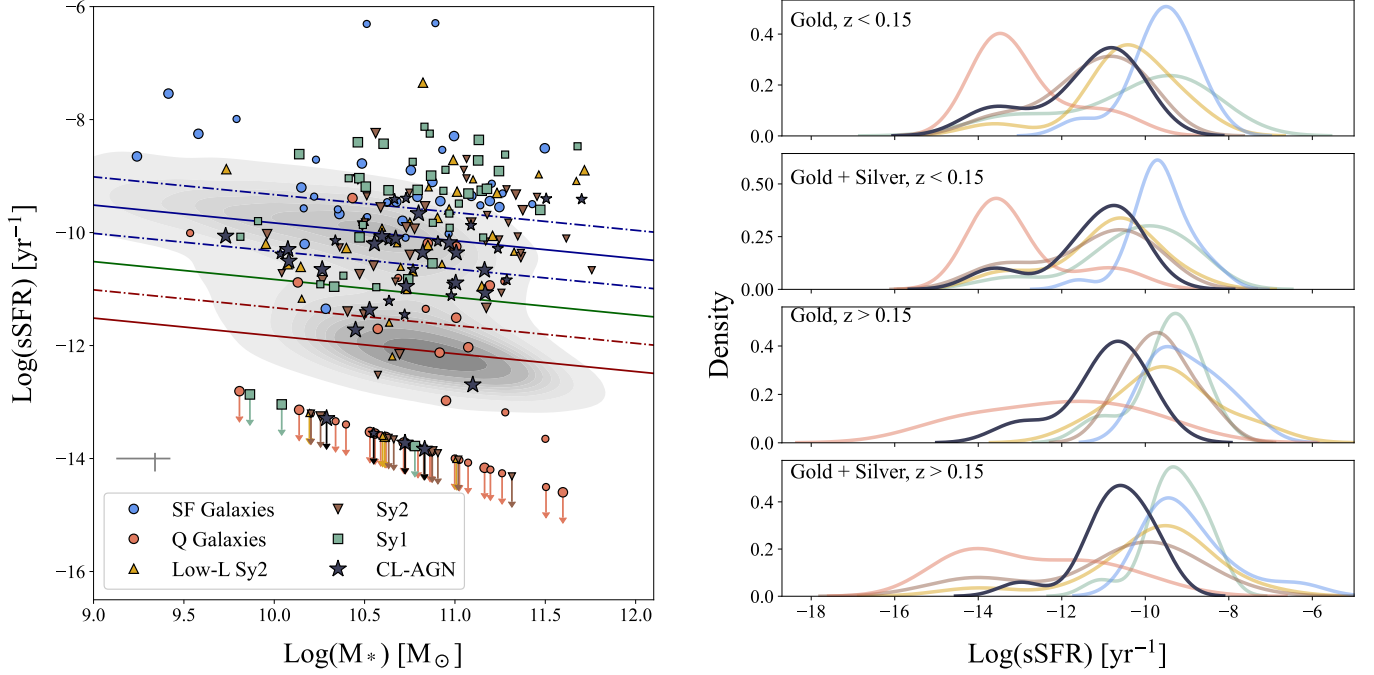 −6
−8
−10
−12
−14
−16
Log(sSFR) [yr⁻¹]
9.0 9.5 10.0 10.5 11.0 11.5 12.0
Log(M∗) [M⊙]
SF Galaxies
Q Galaxies
Low-L Sy2
Sy2
Sy1
CL-AGN
Gold, z < 0.15
0.4
0.2
0.0
Gold + Silver, z < 0.15
0.50
0.25
0.00
Gold, z > 0.15
0.4
0.2
0.0
Gold + Silver, z > 0.15
0.4
0.2
0.0
Density
−18 −16 −14 −12 −10 −8 −6
Log(sSFR) [yr⁻¹]